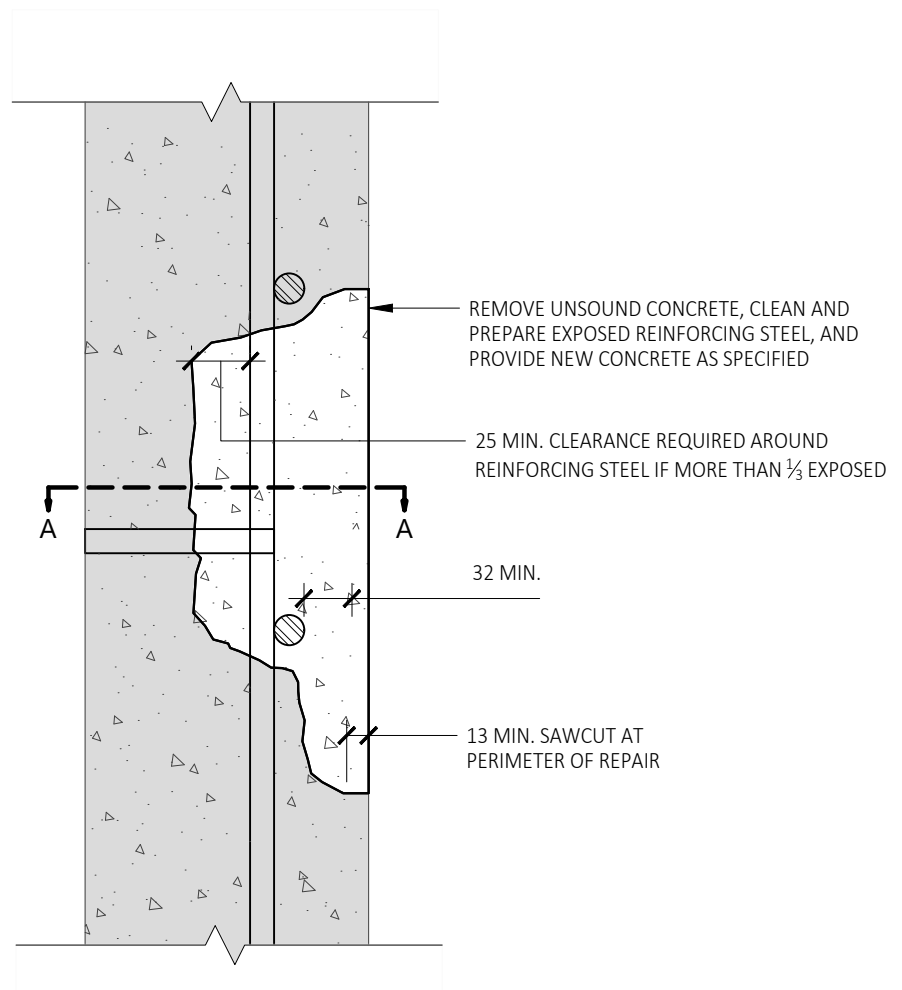 REMOVE UNSOUND CONCRETE, CLEAN AND
PREPARE EXPOSED REINFORCING STEEL, AND
PROVIDE NEW CONCRETE AS SPECIFIED
25 MIN. CLEARANCE REQUIRED AROUND
REINFORCING STEEL IF MORE THAN ⅓ EXPOSED
A A
32 MIN.
13 MIN. SAWCUT AT
PERIMETER OF REPAIR